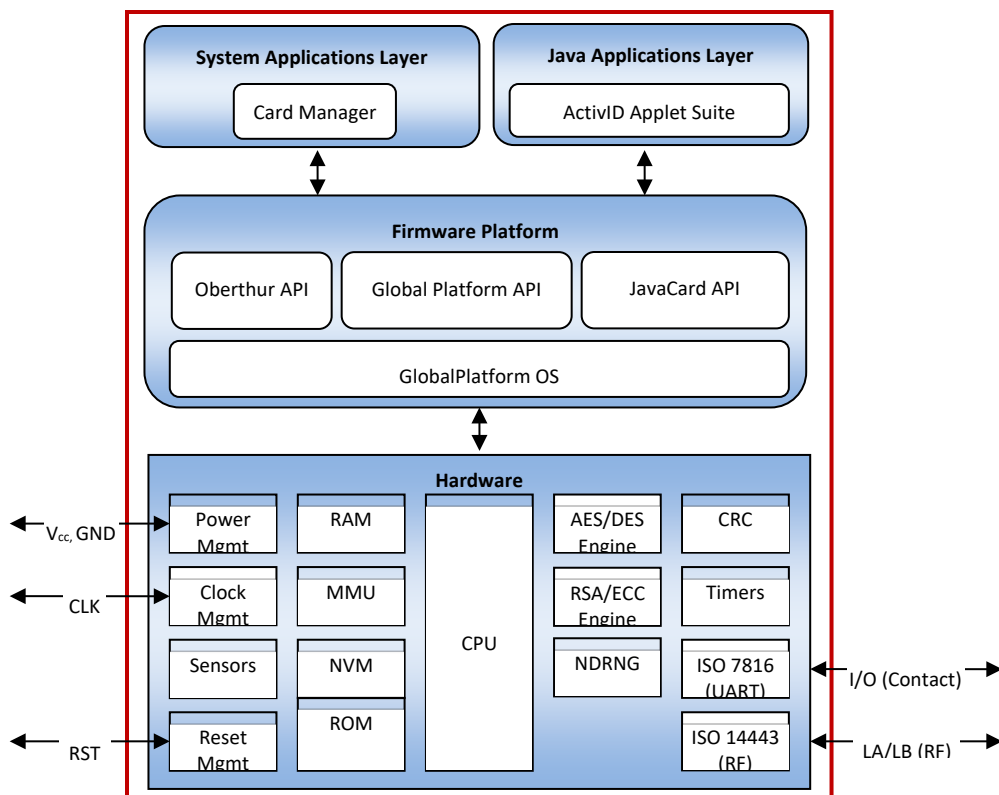 System Applications Layer
Card Manager
Java Applications Layer
ActivID Applet Suite
Firmware Platform
Oberthur API
Global Platform API
JavaCard API
GlobalPlatform OS
Hardware
Power
Mgmt
RAM
CPU
AES/DES
Engine
CRC
Clock
Mgmt
MMU
RSA/ECC
Engine
Timers
Sensors
NVM
NDRNG
ISO 7816
(UART)
Reset
Mgmt
ROM
ISO 14443
(RF)
Vcc, GND
CLK
RST
I/O (Contact)
LA/LB (RF)